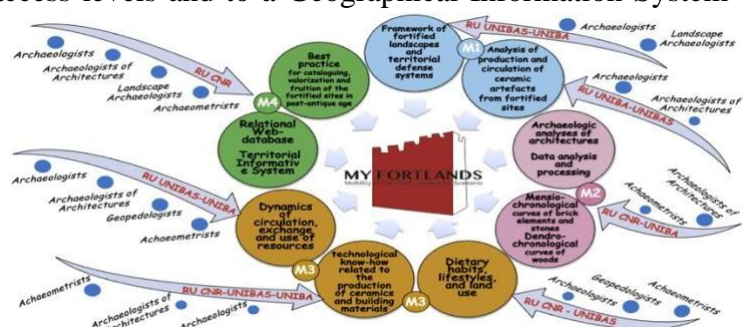 ccess levels and to a Geographical Information System
Archaeologists
Archaeologists of
Architectures
Landscape
Archaeologists
Archaeometrists
RU CNR
Best
practice
for cataloguing,
valorization and
fruition of the
fortified sites in
post-antique age
M4
Relational
Web-
database
Territorial
Informativ
e System
Framework of
fortified
landscapes
and
territorial
defense
systems
M1
Analysis of
production and
circulation of
ceramic
artefacts
from fortified
sites
RU UNIBAS-UNIBA
Archaeologists
Landscape
Archaeologists
RU UNIBA-UNIBAS
Archaeologists
Archaeologists of
Architectures
Archaeologic
analyses of
architectures
Data analysis
and
processing
M2
Mensio-
chronological
curves of brick
elements and
stones
Dendro-
chronological
curves of
woods
RU CNR-UNIBA
Archaeometrists
Archaeologists of
Architectures
MY FORTLANDS
Archaeologists
Archaeologists of
Architectures
Geopedologists
Achaeometrists
RU UNIBAS-UNIBA
Dynamics
of
circulation,
exchange,
and use of
resources
M3
technological
know-how
related to
the
production
of ceramics
and building
materials
M3
Dietary
habits,
lifestyles,
and land
use
RU CNR-UNIBAS-UNIBA
Achaeometrists
Archaeologists of
Architectures
Archaeologists
RU CNR - UNIBAS
Archaeologists
Geopedologists
Achaeometrists